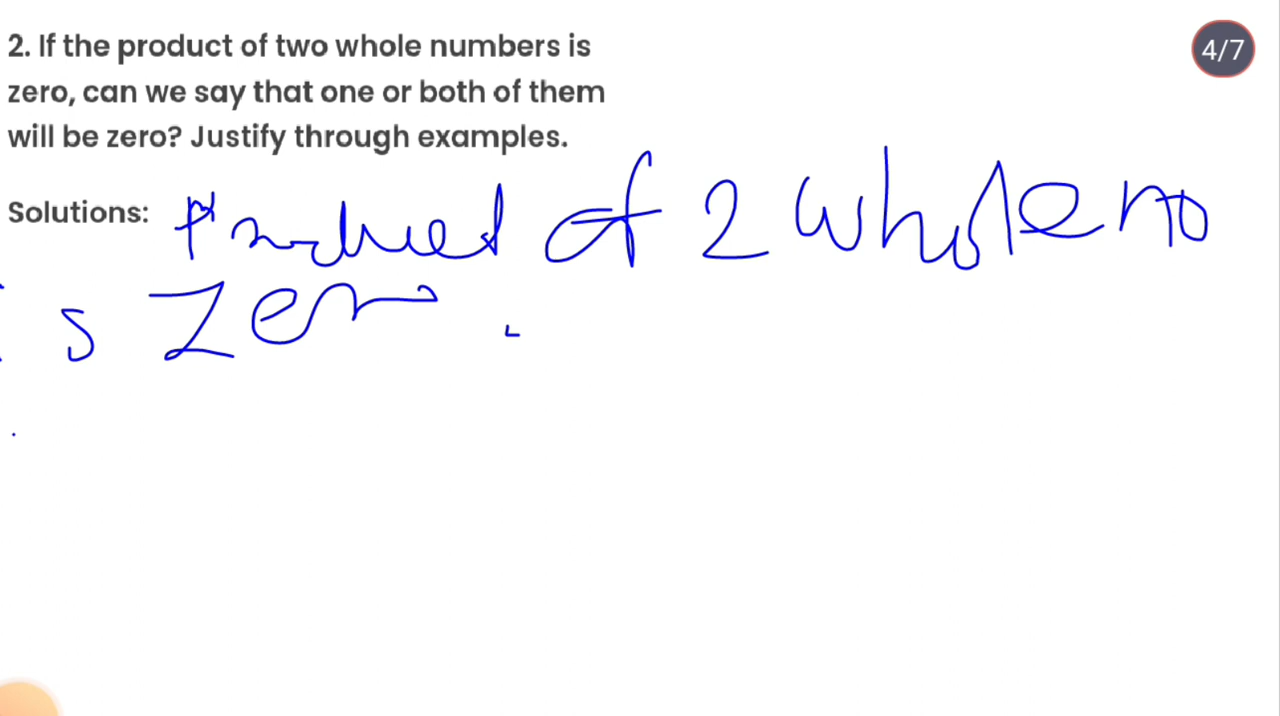 2. If the product of two whole numbers is
4/7
zero, can we say that one or both of them
will be zero? Justify through examples.
Solutions: Product of 2 whole no
is zero.